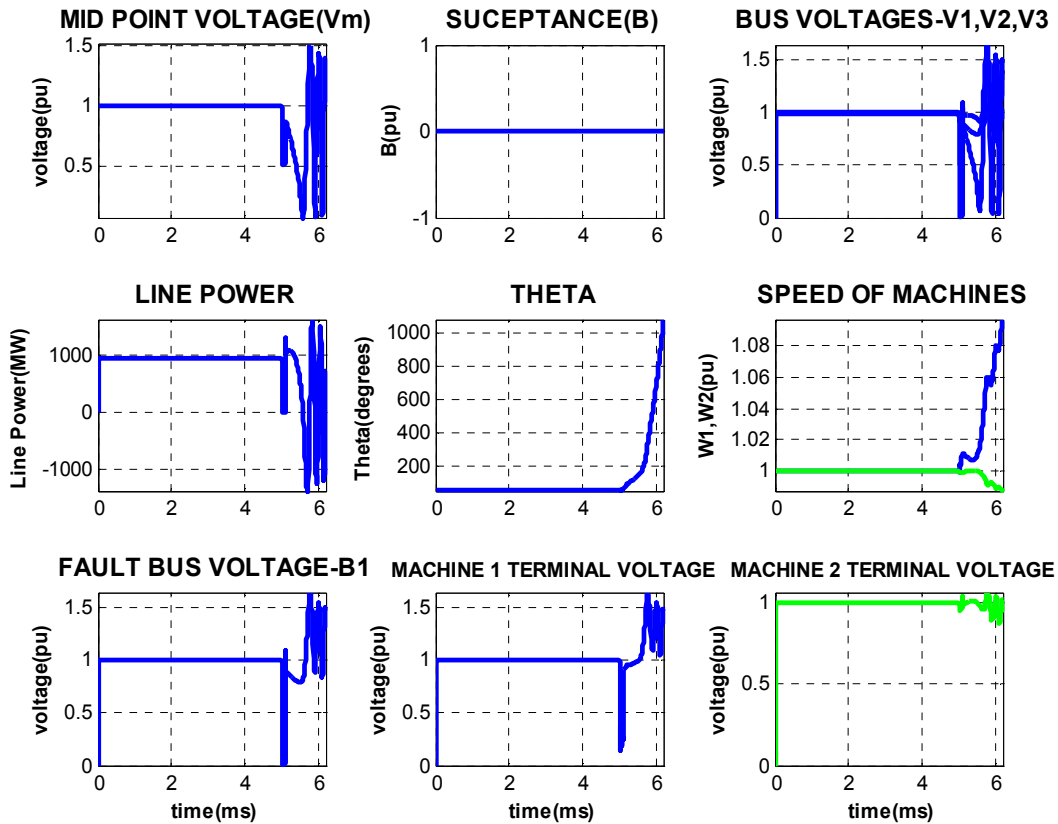 MID POINT VOLTAGE(Vm)
SUCEPTANCE(B)
BUS VOLTAGES-V1,V2,V3
voltage(pu)
1.5
1
0.5
0 2 4 6
B(pu)
1
0
-1
0 2 4 6
1.5
1
0.5
0
0 2 4 6
voltage(pu)
LINE POWER
THETA
SPEED OF MACHINES
Line Power(MW)
1000
0
-1000
0 2 4 6
Theta(degrees)
1000
800
600
400
200
0 2 4 6
W1,W2(pu)
1.08
1.06
1.04
1.02
1
0 2 4 6
FAULT BUS VOLTAGE-B1
MACHINE 1 TERMINAL VOLTAGE
MACHINE 2 TERMINAL VOLTAGE
voltage(pu)
1.5
1
0.5
0
0 2 4 6
time(ms)
voltage(pu)
1.5
1
0.5
0
0 2 4 6
time(ms)
voltage(pu)
1
0.5
0
0 2 4 6
time(ms)